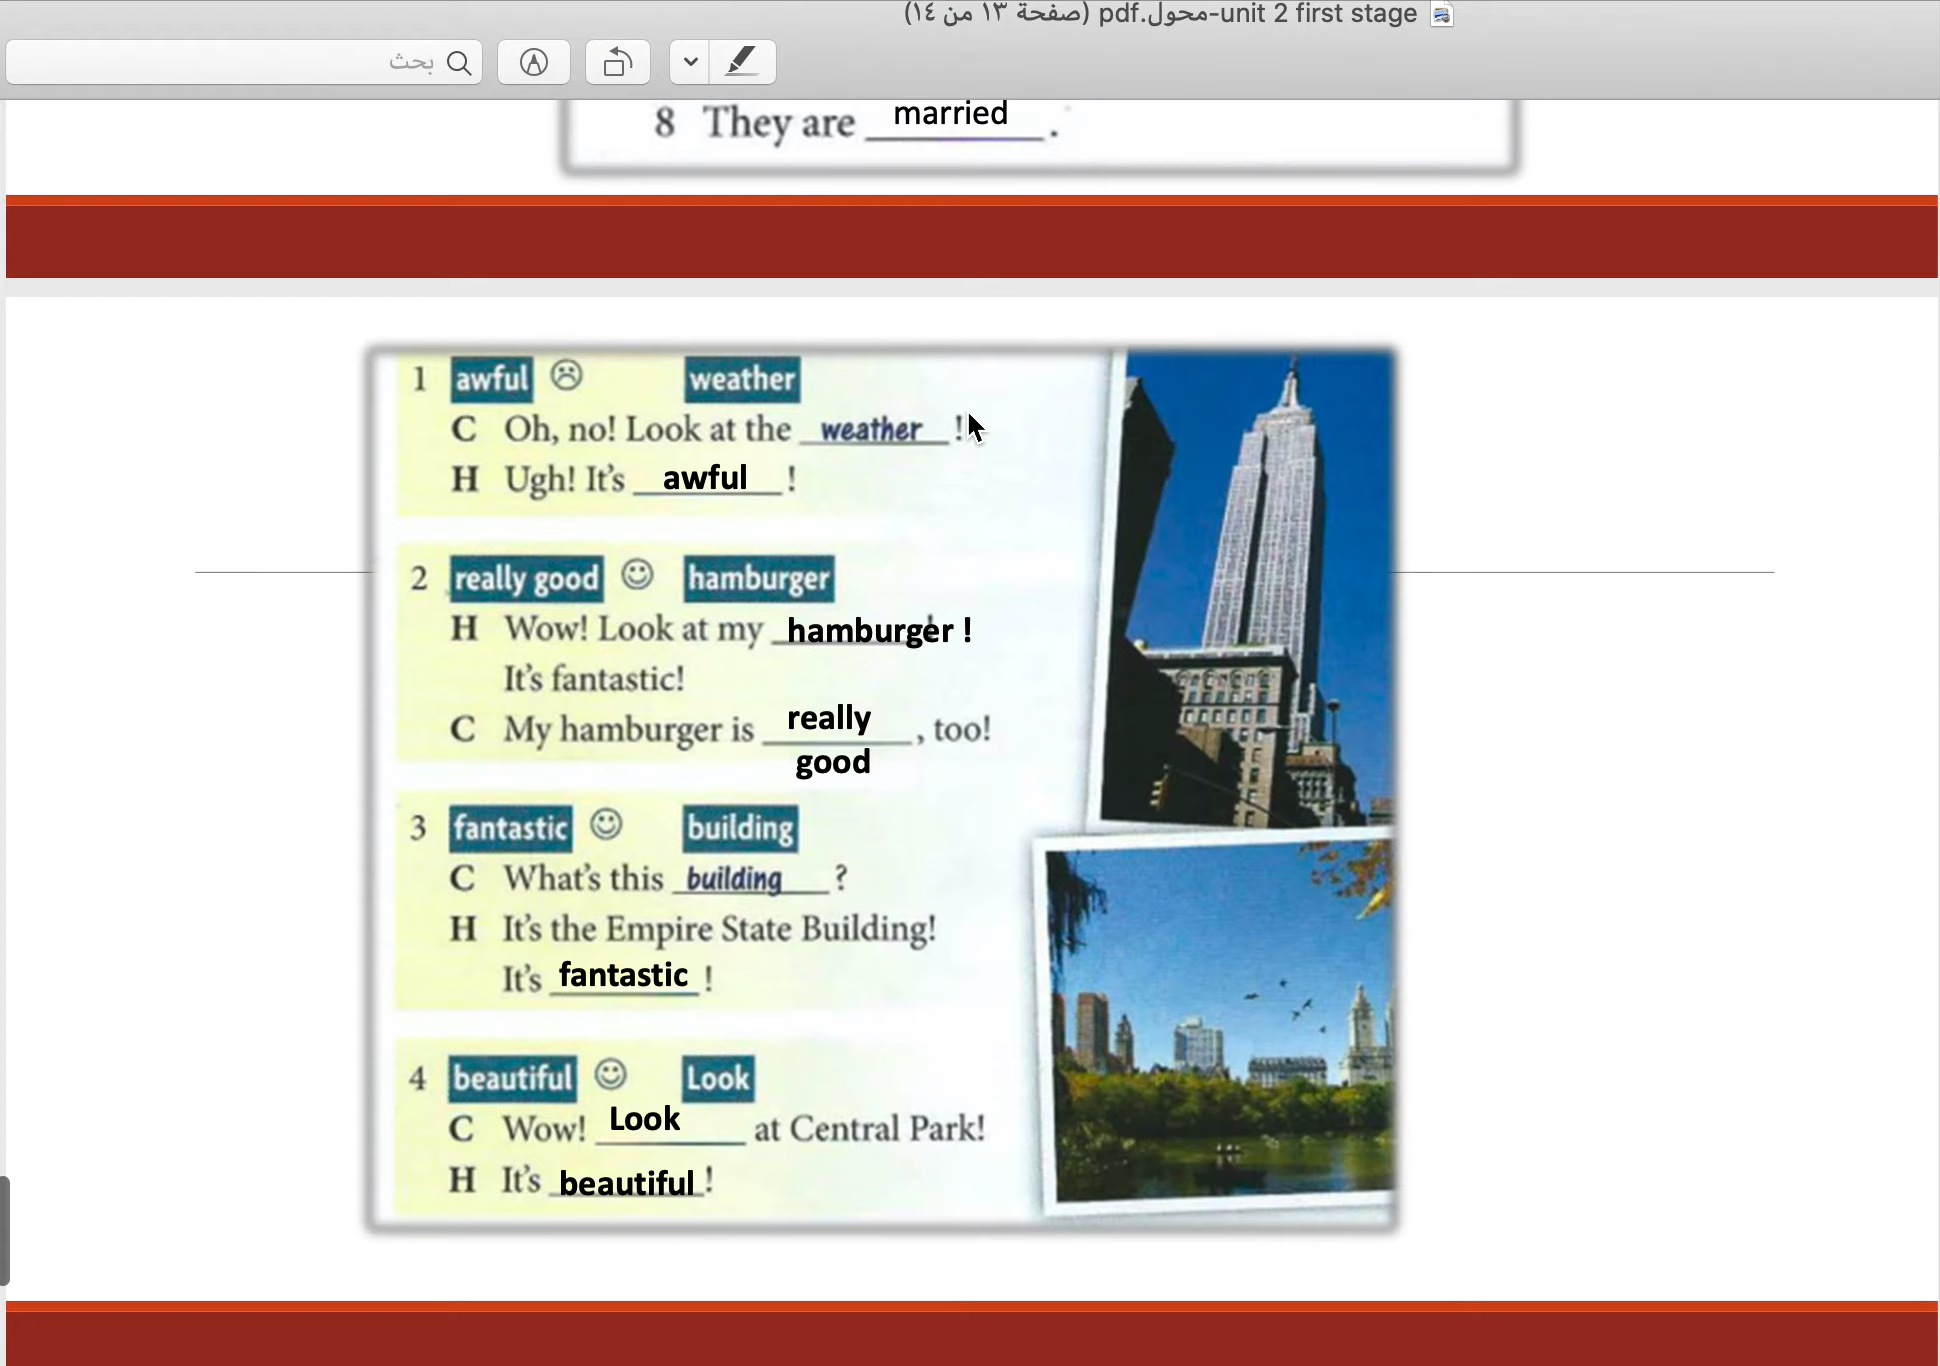 unit 2 first stage-محول.pdf (صفحة ١٣ من ١٤)
بحث
8 They are married .
1 awful weather
C Oh, no! Look at the weather !
H Ugh! It's awful !
2 really good hamburger
H Wow! Look at my hamburger !
It's fantastic!
C My hamburger is really good , too!
3 fantastic building
C What's this building ?
H It's the Empire State Building!
It's fantastic !
4 beautiful Look
C Wow! Look at Central Park!
H It's beautiful !